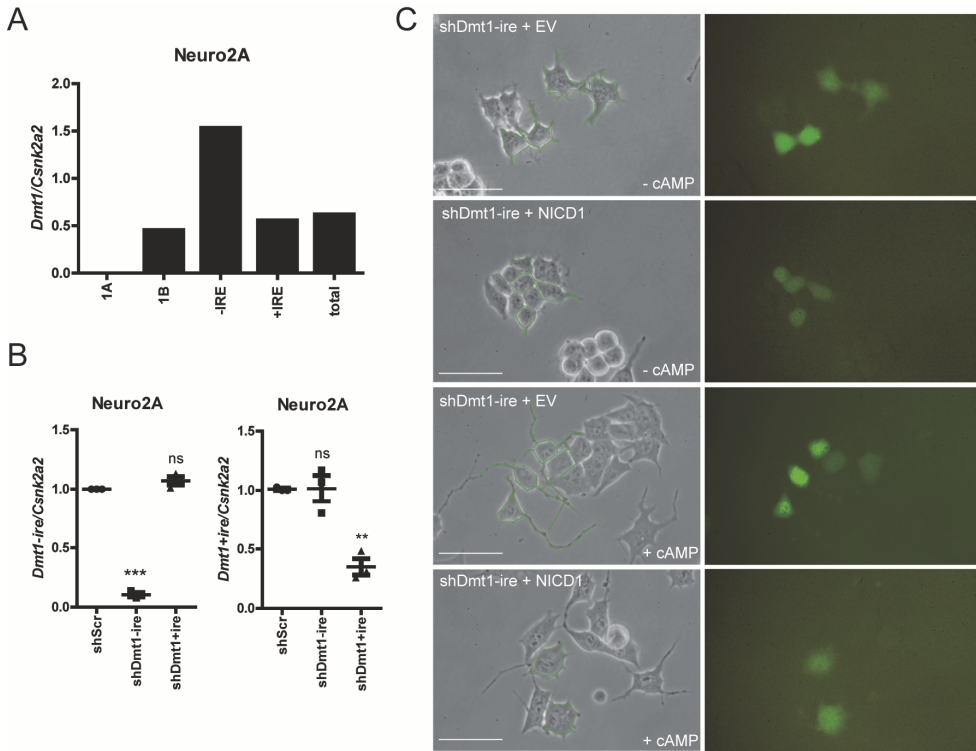 A
Neuro2A
Dmt1/Csnk2a2
2.0
1.5
1.0
0.5
0.0
1A
1B
-IRE
+IRE
total
B
Neuro2A
Dmt1-ire/Csnk2a2
1.5
1.0
0.5
0.0
***
ns
shScr
shDmt1-ire
shDmt1+ire
Neuro2A
Dmt1+ire/Csnk2a2
1.5
1.0
0.5
0.0
ns
**
shScr
shDmt1-ire
shDmt1+ire
C
shDmt1-ire + EV
- cAMP
shDmt1-ire + NICD1
- cAMP
shDmt1-ire + EV
+ cAMP
shDmt1-ire + NICD1
+ cAMP